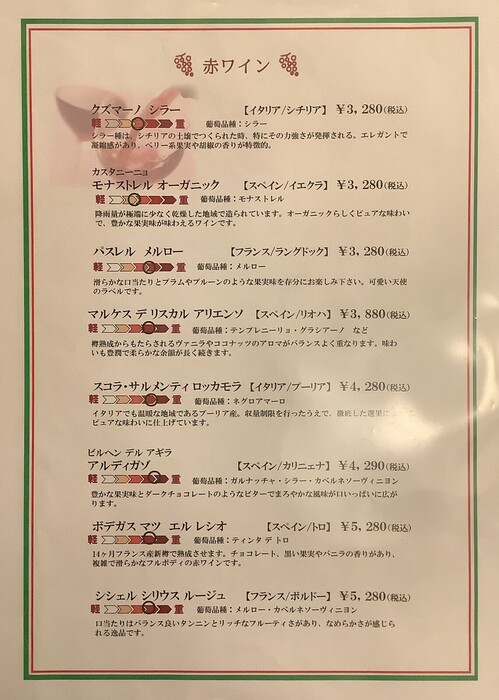 赤ワイン
クズマーノ シラー 【イタリア/シチリア】 ¥3,280(税込)
軽 重 葡萄品種:シラー
シラー種は、シチリアの土壌でつくられた時、特にその力強さが発揮される。エレガントで
凝縮感があり、ベリー系果実や胡椒の香りが特徴的。
カスタニーニョ
モナストレル オーガニック 【スペイン/イエクラ】 ¥3,280(税込)
軽 重 葡萄品種:モナストレル
降雨量が極端に少なく乾燥した地域で造られています。オーガニックらしくピュアな味わい
で、豊かな果実味が味わえるワインです。
パスレル メルロー 【フランス/ラングドック】 ¥3,280(税込)
軽 重 葡萄品種:メルロー
滑らかな口当たりとプラムやプルーンのような果実味を存分にお楽しみ下さい。可愛い天使
のラベルです。
マルケス デ リスカル アリエンソ 【スペイン/リオハ】 ¥3,880(税込)
軽 重 葡萄品種:テンプレニーリョ・グラシアーノ など
樽熟成からもたらされるヴァニラやココナッツのアロマがバランスよく重なります。味わ
いも豊潤で柔らかな余韻が長く続きます。
スコラ・サルメンティ ロッカモラ 【イタリア/プーリア】 ¥4,280(税込)
軽 重 葡萄品種:ネグロアマーロ
イタリアでも温暖な地域であるプーリア産。収量制限を行ったうえで、徹底した選果
ピュアな味わいに仕上げています。
ビルヘン デル アギラ
アルディガゾ 【スペイン/カリニェナ】 ¥4,290(税込)
軽 重 葡萄品種:ガルナッチャ・シラー・カベルネソーヴィニヨン
豊かな果実味とダークチョコレートのようなビターでまろやかな風味が口いっぱいに広が
ります。
ボデガス マツ エル レシオ 【スペイン/トロ】 ¥5,280(税込)
軽 重 葡萄品種:ティンタ デ トロ
14ヶ月フランス産新樽で熟成させます。チョコレート、黒い果実やバニラの香りがあり、
複雑で滑らかなフルボディの赤ワインです。
シシェル シリウス ルージュ 【フランス/ボルドー】 ¥5,280(税込)
軽 重 葡萄品種:メルロー・カベルネソーヴィニヨン
口当たりはバランス良いタンニンとリッチなフルーティさがあり、なめらかさが感じら
れる逸品です。